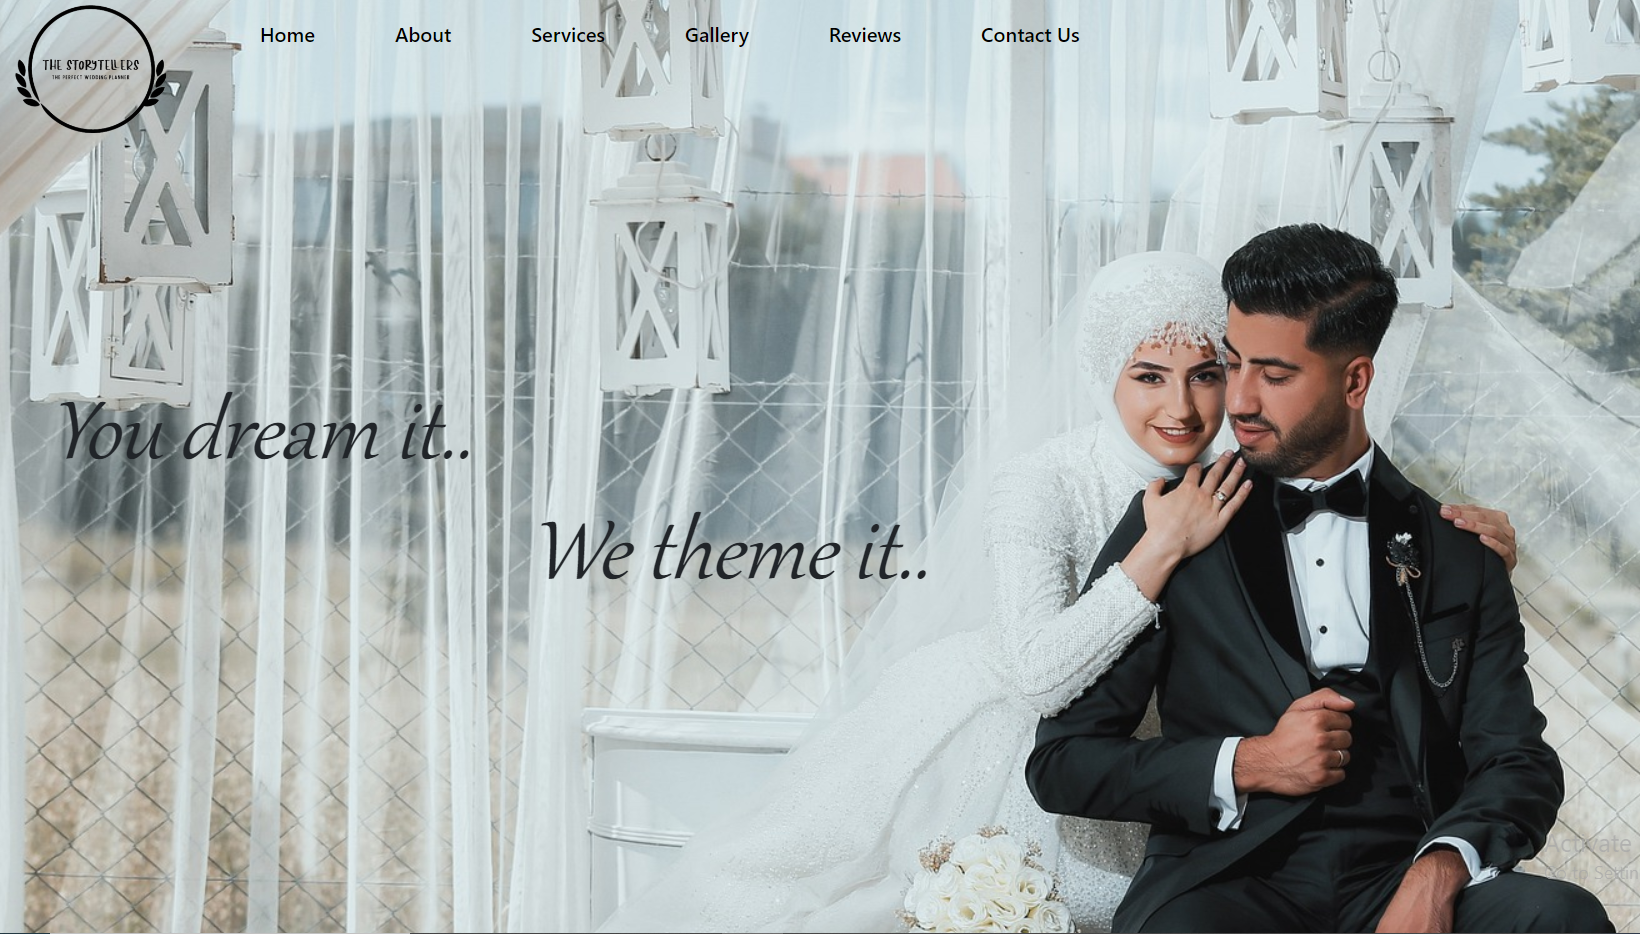 THE STORYTELLERS
THE PERFECT WEDDING PLANNER
Home About Services Gallery Reviews Contact Us
You dream it..
We theme it..
Activate
to Settin